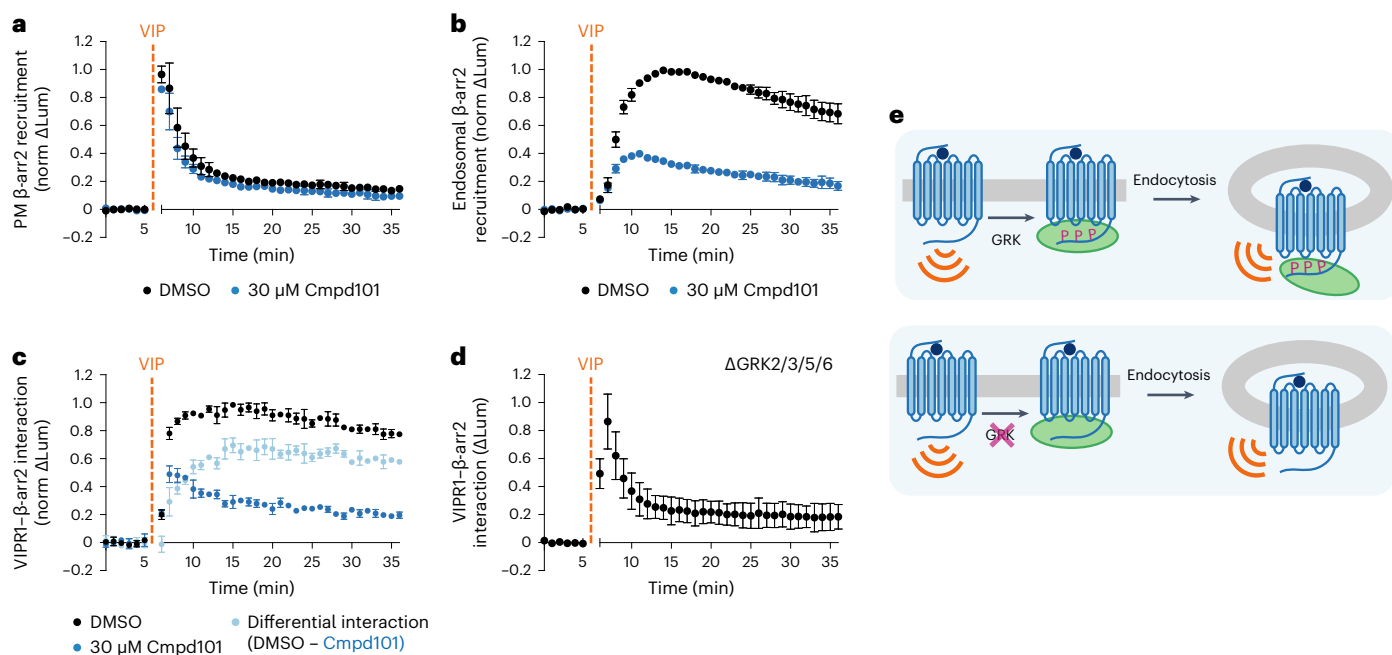 a
VIP
PM β-arr2 recruitment
(norm ΔLum)
1.2
1.0
0.8
0.6
0.4
0.2
0
−0.2
5
10
15
20
25
30
35
Time (min)
DMSO
30 µM Cmpd101
b
VIP
Endosomal β-arr2
recruitment (norm ΔLum)
1.2
1.0
0.8
0.6
0.4
0.2
0
−0.2
5
10
15
20
25
30
35
Time (min)
DMSO
30 µM Cmpd101
c
VIP
VIPR1–β-arr2 interaction
(norm ΔLum)
1.2
1.0
0.8
0.6
0.4
0.2
0
−0.2
5
10
15
20
25
30
35
Time (min)
DMSO
30 µM Cmpd101
Differential interaction
(DMSO – Cmpd101)
d
VIP
ΔGRK2/3/5/6
VIPR1–β-arr2
interaction (ΔLum)
1.2
1.0
0.8
0.6
0.4
0.2
0
−0.2
5
10
15
20
25
30
35
Time (min)
e
GRK
P P P
Endocytosis
P P P
GRK
Endocytosis